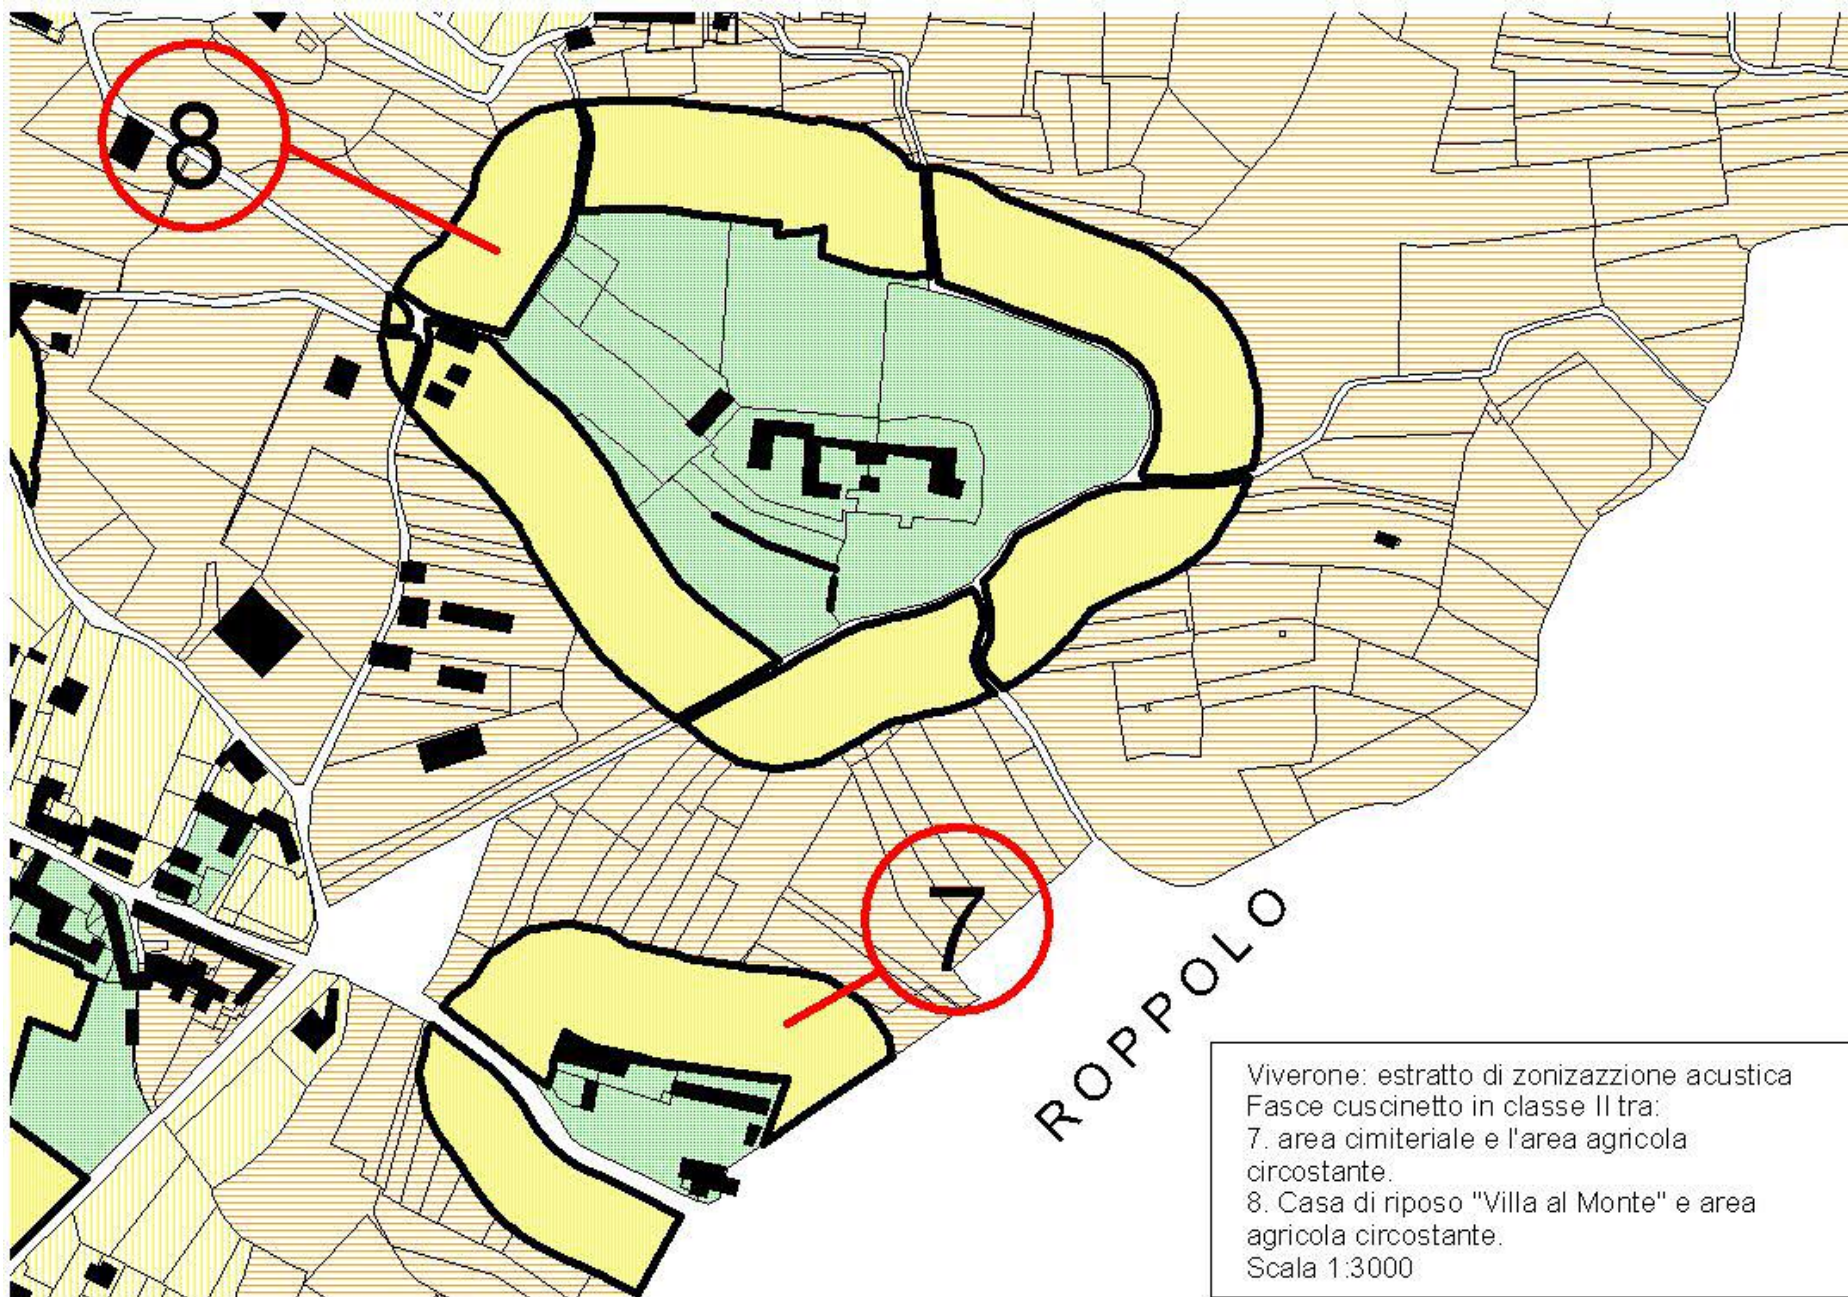 8
7
ROPPOLO
Viverone: estratto di zonizazzione acustica
Fasce cuscinetto in classe II tra:
7. area cimiteriale e l'area agricola
circostante.
8. Casa di riposo "Villa al Monte" e area
agricola circostante.
Scala 1:3000